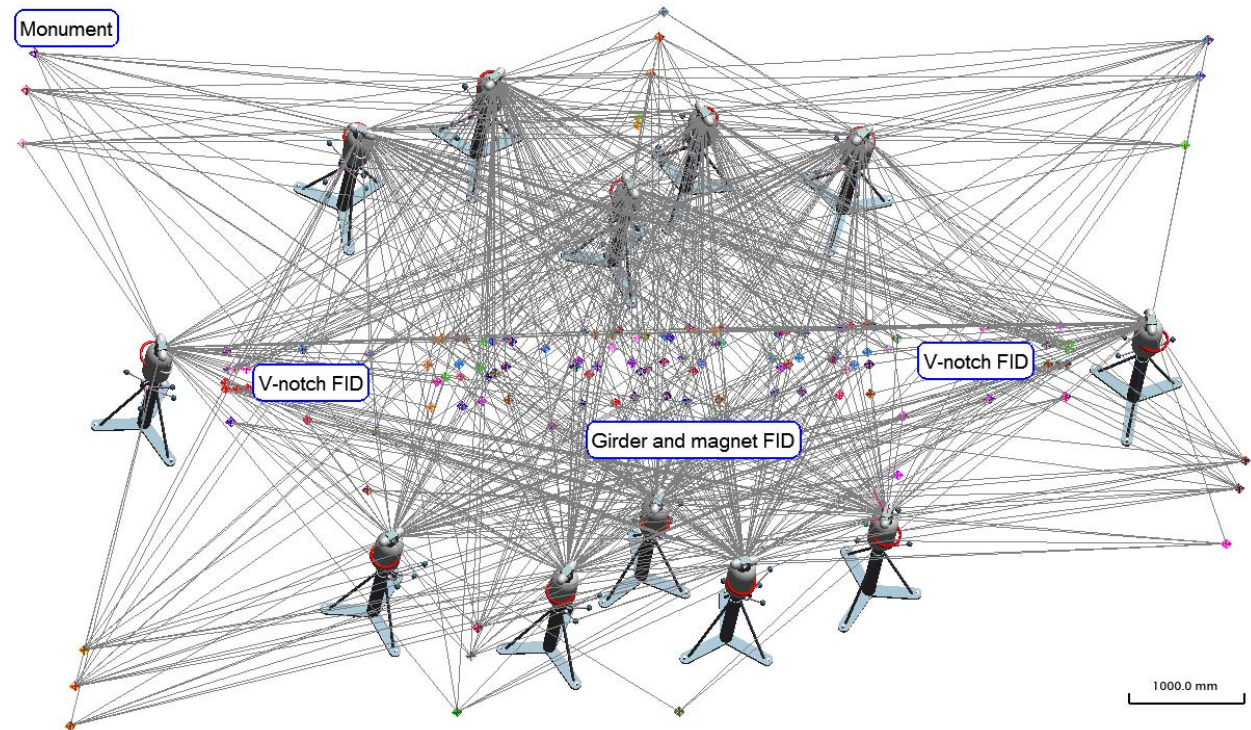 Monument
V-notch FID
V-notch FID
Girder and magnet FID
1000.0 mm